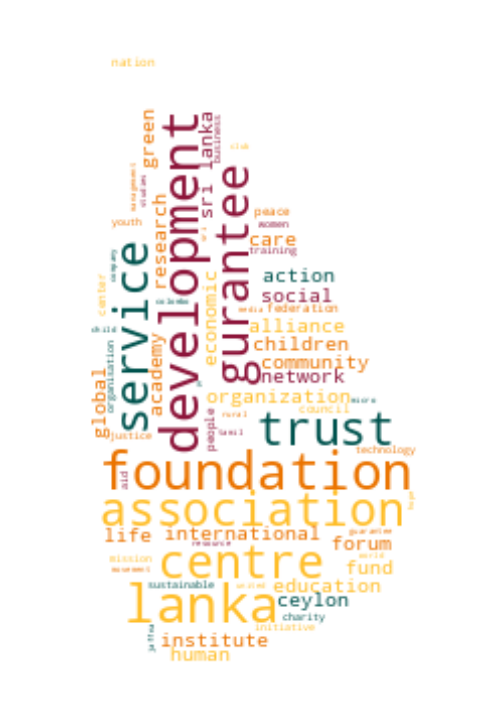 nation
green
development
sri lanka
business
club
management
studies
gurantee
service
research
youth
peace
women
care
training
company
center
colombo
economic
action
social
media
federation
alliance
child
organisation
academy
children
community
network
global
organization
micro
council
people
rural
tamil
trust
justice
technology
foundation
aid
association
life
international
guarantee
resource
forum
centre
mission
movement
world
fund
sustainable
united
education
lanka
ceylon
charity
initiative
jaffna
institute
human